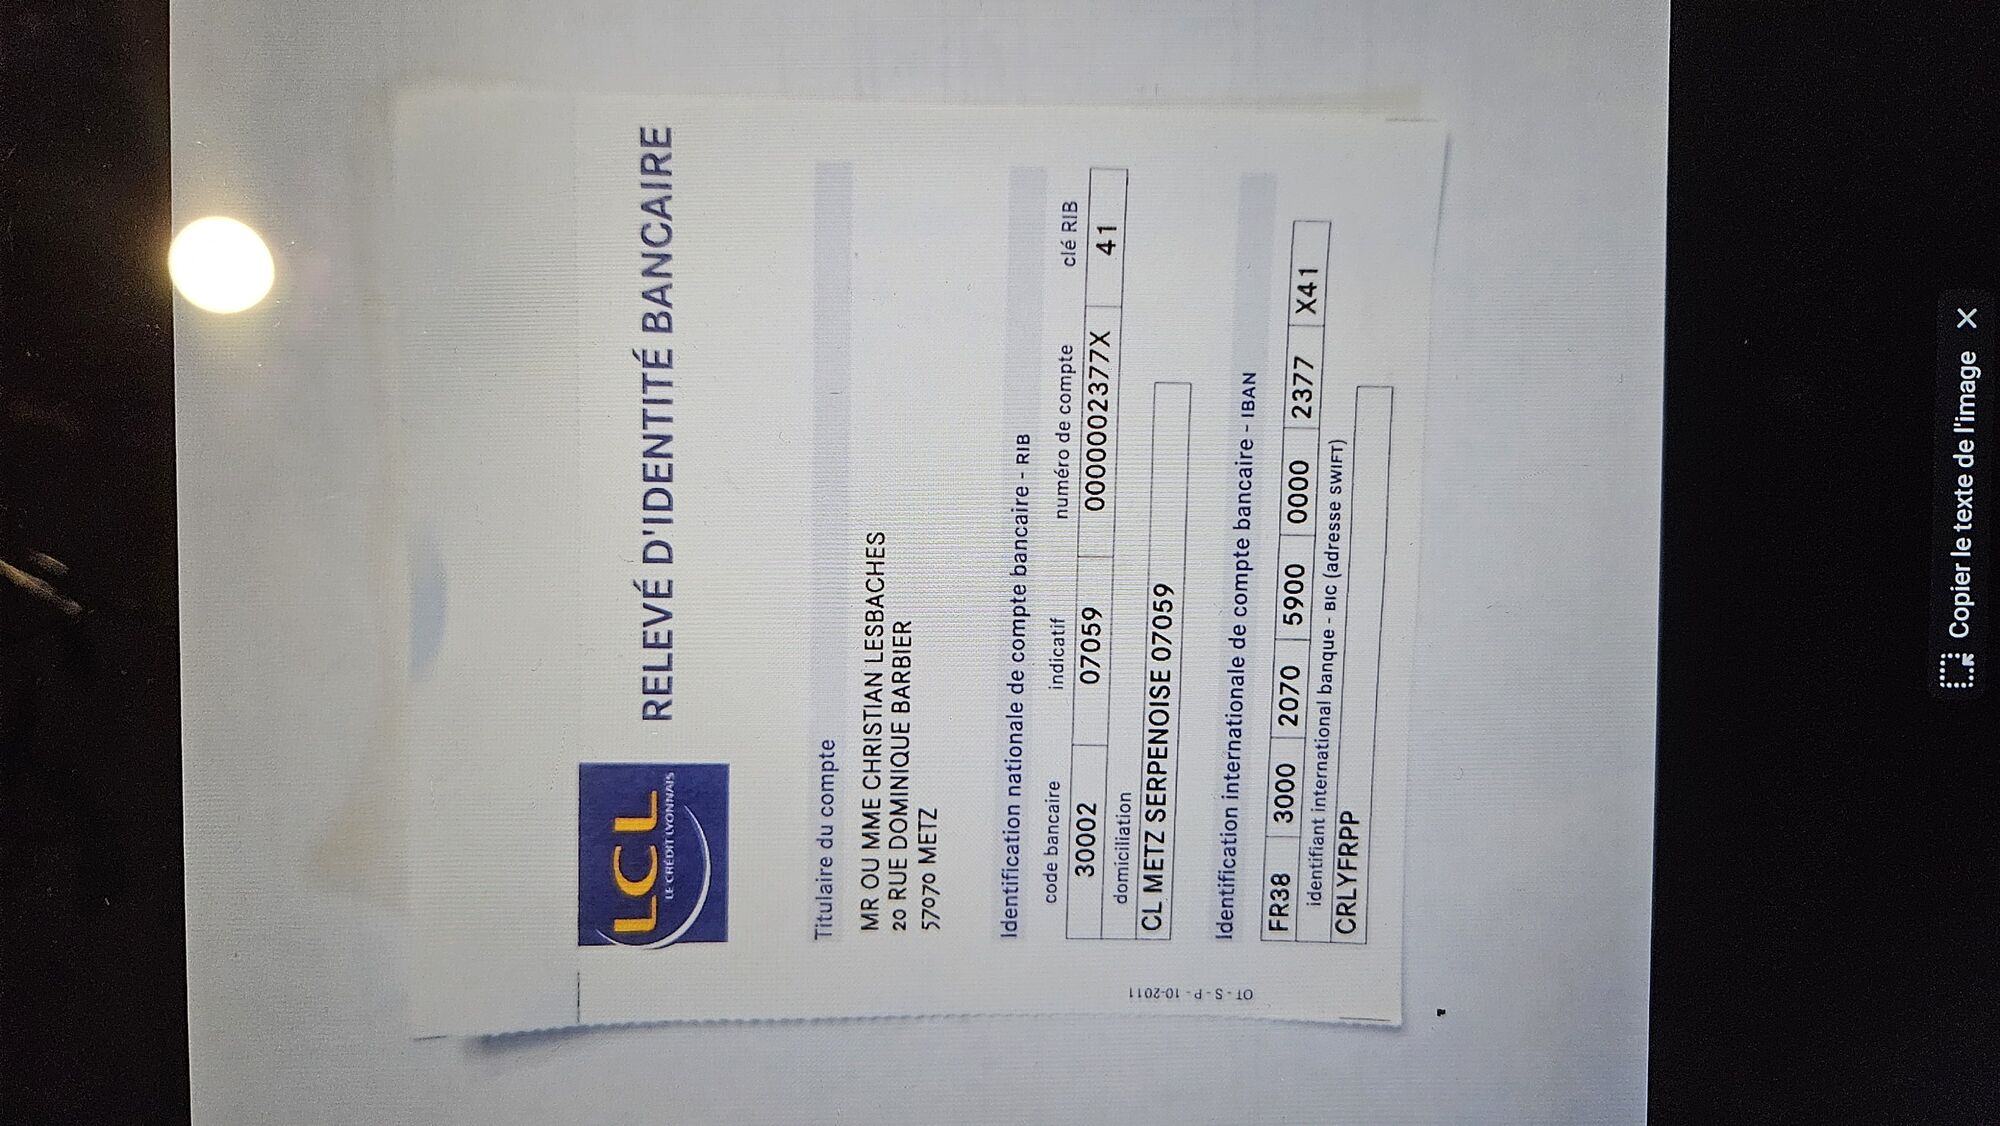 LCL
LE CRÉDIT LYONNAIS
RELEVÉ D'IDENTITÉ BANCAIRE
Titulaire du compte
MR OU MME CHRISTIAN LESBACHES
20 RUE DOMINIQUE BARBIER
57070 METZ
Identification nationale de compte bancaire - RIB
code bancaire indicatif numéro de compte clé RIB
30002 07059 0000002377X 41
domiciliation
CL METZ SERPENOISE 07059
Identification internationale de compte bancaire - IBAN
FR38 3000 2070 5900 0000 2377 X41
identifiant international banque - BIC (adresse SWIFT)
CRLYFRPP
OT - S - P - 10-2011
Copier le texte de l'image ×